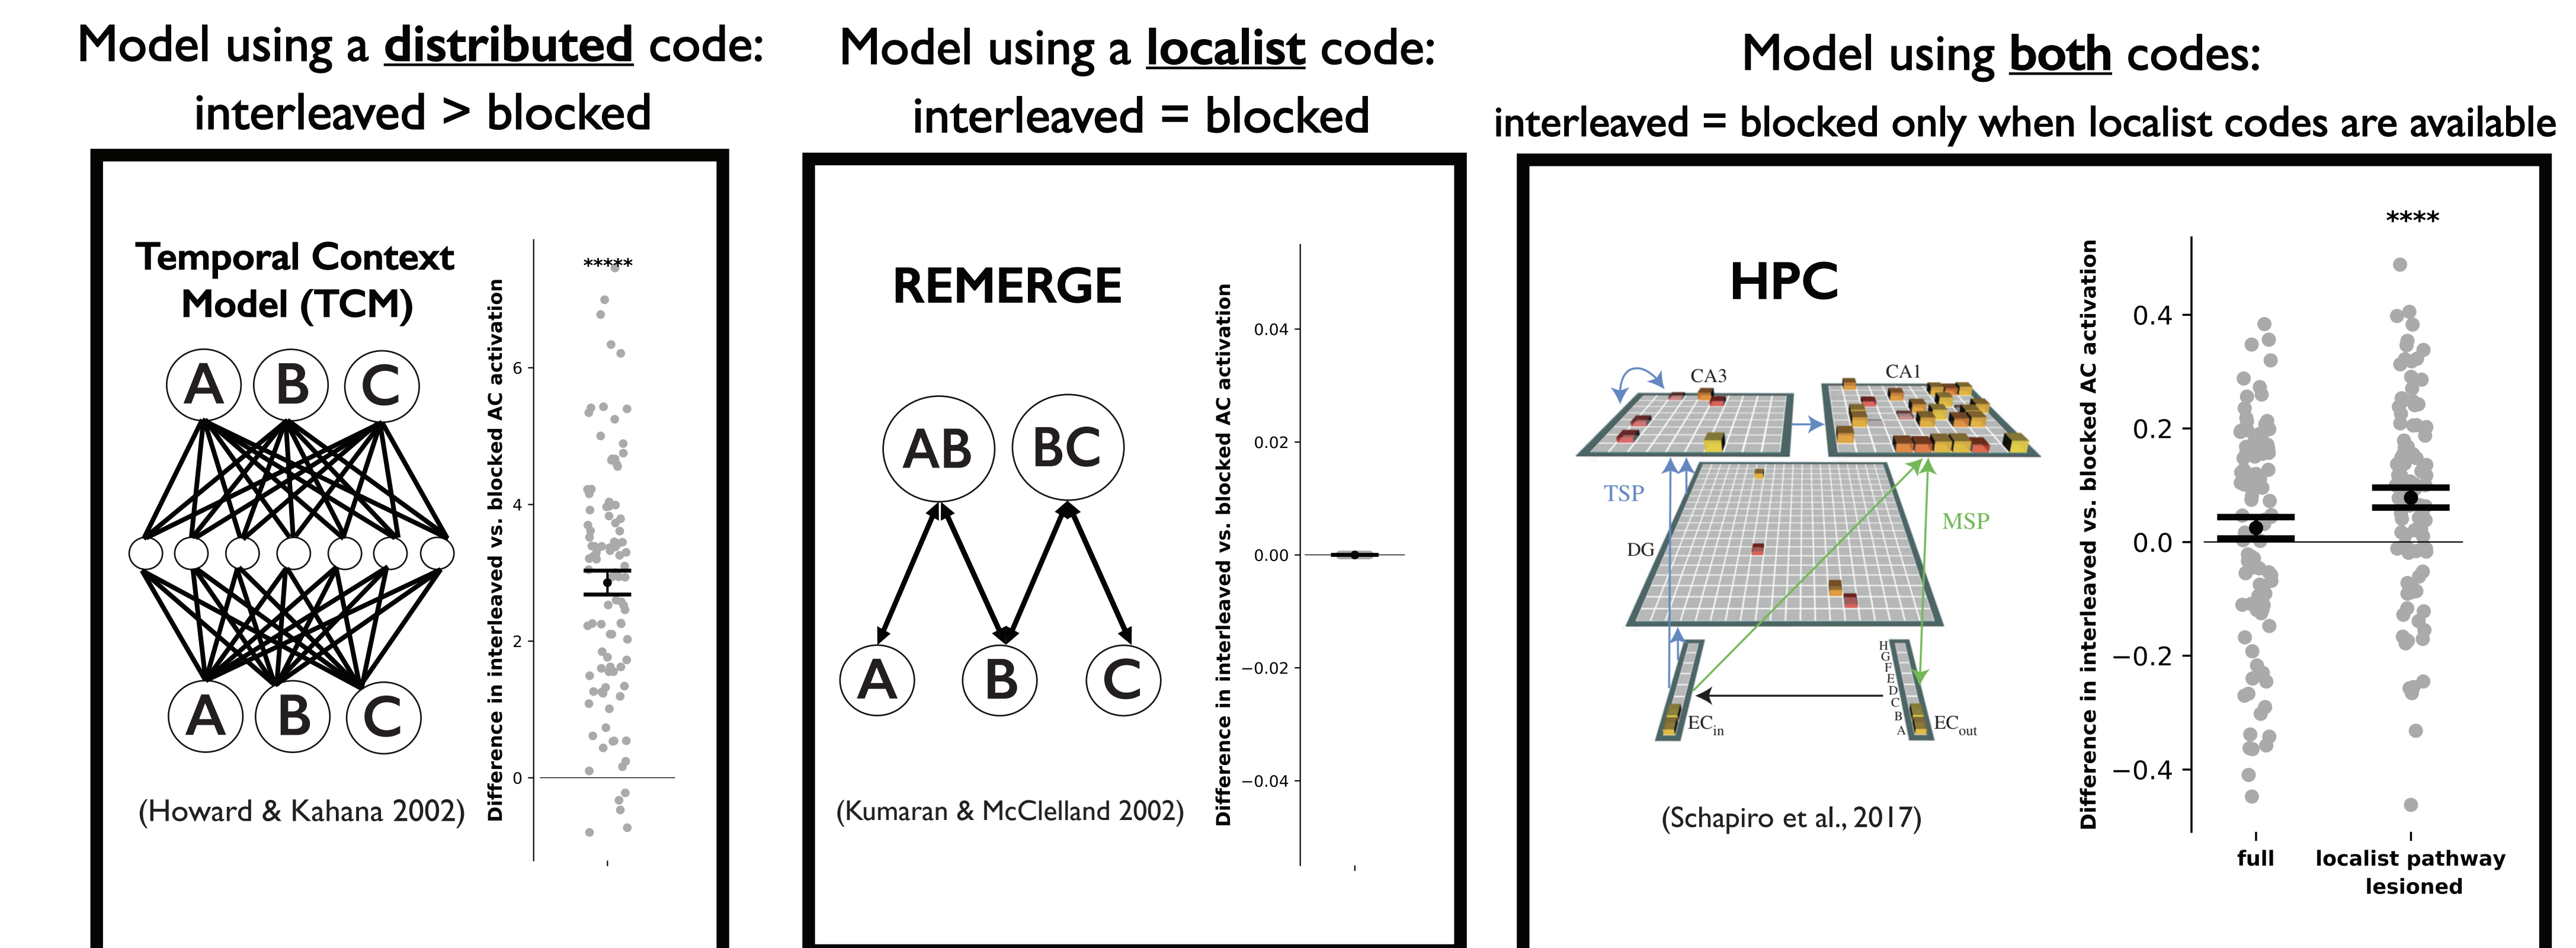 Model using a distributed code:
interleaved > blocked
Temporal Context
Model (TCM)
A B C
A B C
(Howard & Kahana 2002)
Difference in interleaved vs. blocked AC activation
*****
6
4
2
0
Model using a localist code:
interleaved = blocked
REMERGE
AB BC
A B C
(Kumaran & McClelland 2002)
Difference in interleaved vs. blocked AC activation
0.04
0.02
0.00
−0.02
−0.04
Model using both codes:
interleaved = blocked only when localist codes are available
HPC
CA3
CA1
TSP
MSP
DG
H
G
F
E
D
C
B
A
ECin
ECout
(Schapiro et al., 2017)
Difference in interleaved vs. blocked AC activation
****
0.4
0.2
0.0
−0.2
−0.4
full
localist pathway
lesioned